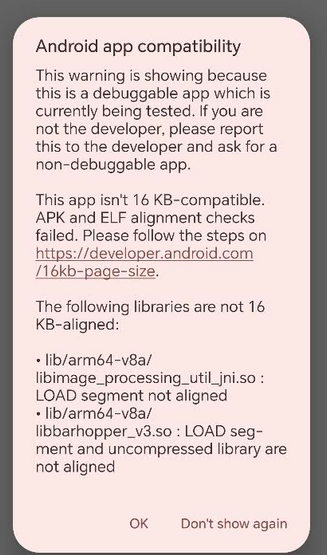 Android app compatibility
This warning is showing because
this is a debuggable app which is
currently being tested. If you are
not the developer, please report
this to the developer and ask for a
non-debuggable app.
This app isn't 16 KB-compatible.
APK and ELF alignment checks
failed. Please follow the steps on
https://developer.android.com
/16kb-page-size.
The following libraries are not 16
KB-aligned:
• lib/arm64-v8a/
libimage_processing_util_jni.so :
LOAD segment not aligned
• lib/arm64-v8a/
libbarhopper_v3.so : LOAD seg-
ment and uncompressed library are
not aligned
OK Don't show again